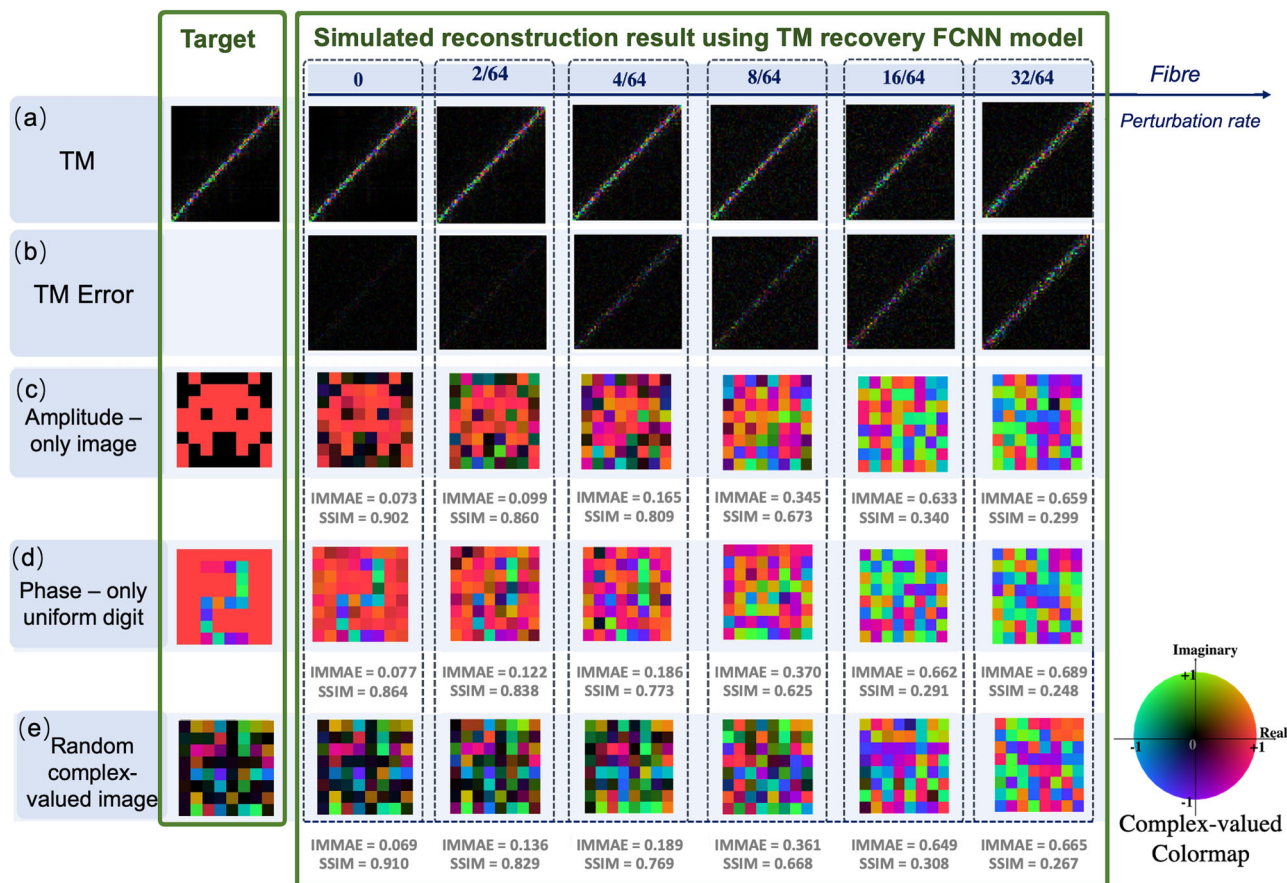 Target
Simulated reconstruction result using TM recovery FCNN model
0 2/64 4/64 8/64 16/64 32/64
Fibre
Perturbation rate
(a)
TM
(b)
TM Error
(c)
Amplitude –
only image
IMMAE = 0.073 IMMAE = 0.099 IMMAE = 0.165 IMMAE = 0.345 IMMAE = 0.633 IMMAE = 0.659
SSIM = 0.902 SSIM = 0.860 SSIM = 0.809 SSIM = 0.673 SSIM = 0.340 SSIM = 0.299
(d)
Phase – only
uniform digit
IMMAE = 0.077 IMMAE = 0.122 IMMAE = 0.186 IMMAE = 0.370 IMMAE = 0.662 IMMAE = 0.689
SSIM = 0.864 SSIM = 0.838 SSIM = 0.773 SSIM = 0.625 SSIM = 0.291 SSIM = 0.248
(e)
Random
complex-
valued image
IMMAE = 0.069 IMMAE = 0.136 IMMAE = 0.189 IMMAE = 0.361 IMMAE = 0.649 IMMAE = 0.665
SSIM = 0.910 SSIM = 0.829 SSIM = 0.769 SSIM = 0.668 SSIM = 0.308 SSIM = 0.267
Imaginary
+1
Real
-1 0 +1
-1
Complex-valued
Colormap